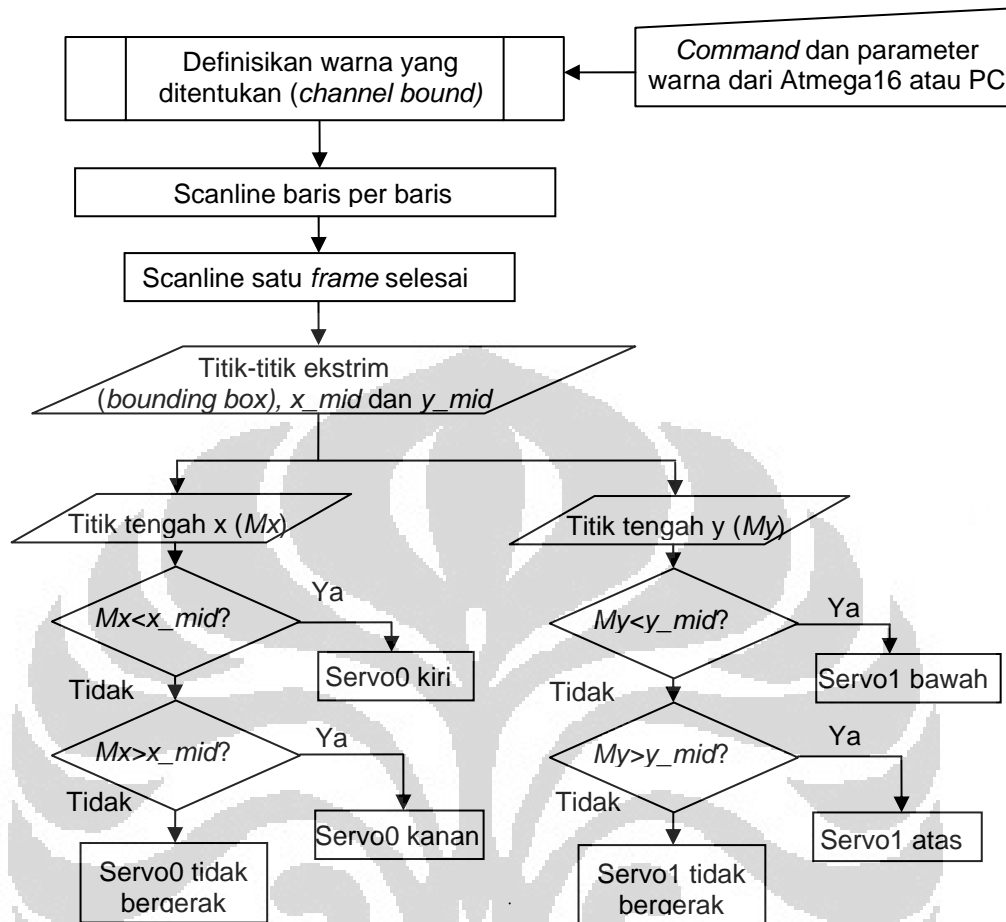 Command dan parameter
warna dari Atmega16 atau PC
Definisikan warna yang
ditentukan (channel bound)
Scanline baris per baris
Scanline satu frame selesai
Titik-titik ekstrim
(bounding box), x_mid dan y_mid
Titik tengah x (Mx)
Titik tengah y (My)
Mx<x_mid?
Ya
Servo0 kiri
Tidak
Mx>x_mid?
Ya
Servo0 kanan
Tidak
Servo0 tidak
bergerak
My<y_mid?
Ya
Servo1 bawah
Tidak
My>y_mid?
Ya
Servo1 atas
Tidak
Servo1 tidak
bergerak